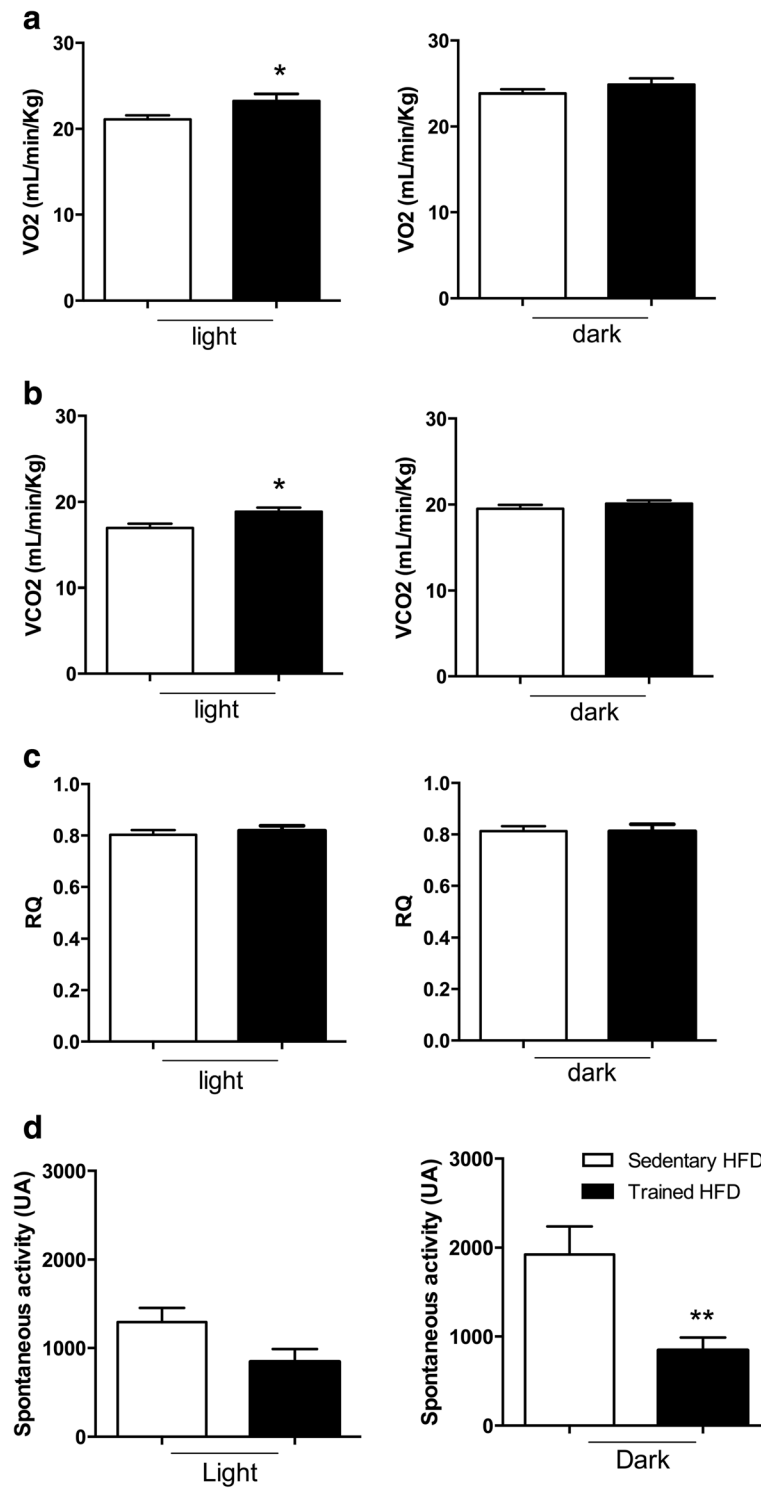 a
VO2 (mL/min/Kg)
30
20
10
0
*
light
VO2 (mL/min/Kg)
30
20
10
0
dark
b
VCO2 (mL/min/Kg)
30
20
10
0
*
light
VCO2 (mL/min/Kg)
30
20
10
0
dark
c
RQ
1.0
0.8
0.6
0.4
0.2
0.0
light
RQ
1.0
0.8
0.6
0.4
0.2
0.0
dark
d
Spontaneous activity (UA)
3000
2000
1000
0
Light
Spontaneous activity (UA)
3000
2000
1000
0
Sedentary HFD
Trained HFD
**
Dark